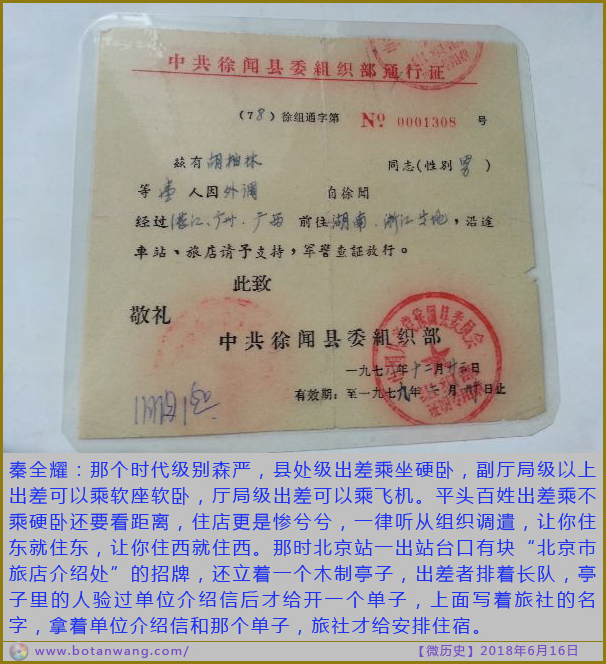 中共徐闻县委組织部通行证
(78)徐组通字第 Nº 0001308 号
兹有胡柏林 同志(性别男)
等 壹 人因外调 自徐闻
经过湛江、广州、广西 前往湖南、浙江等地,沿途
車站、旅店请予支持,军警查証放行。
此致
敬礼
中共徐闻县委組织部
一九七八年十二月廿二日
有效期:至一九七九年 月 日止
秦全耀:那个时代级别森严,县处级出差乘坐硬卧,副厅局级以上
出差可以乘软座软卧,厅局级出差可以乘飞机。平头百姓出差乘不
乘硬卧还要看距离,住店更是惨兮兮,一律听从组织调遣,让你住
东就住东,让你住西就住西。那时北京站一出站台口有块“北京市
旅店介绍处”的招牌,还立着一个木制亭子,出差者排着长队,亭
子里的人验过单位介绍信后才给开一个单子,上面写着旅社的名
字,拿着单位介绍信和那个单子,旅社才给安排住宿。
www.botanwang.com/
【微历史】2018年6月16日